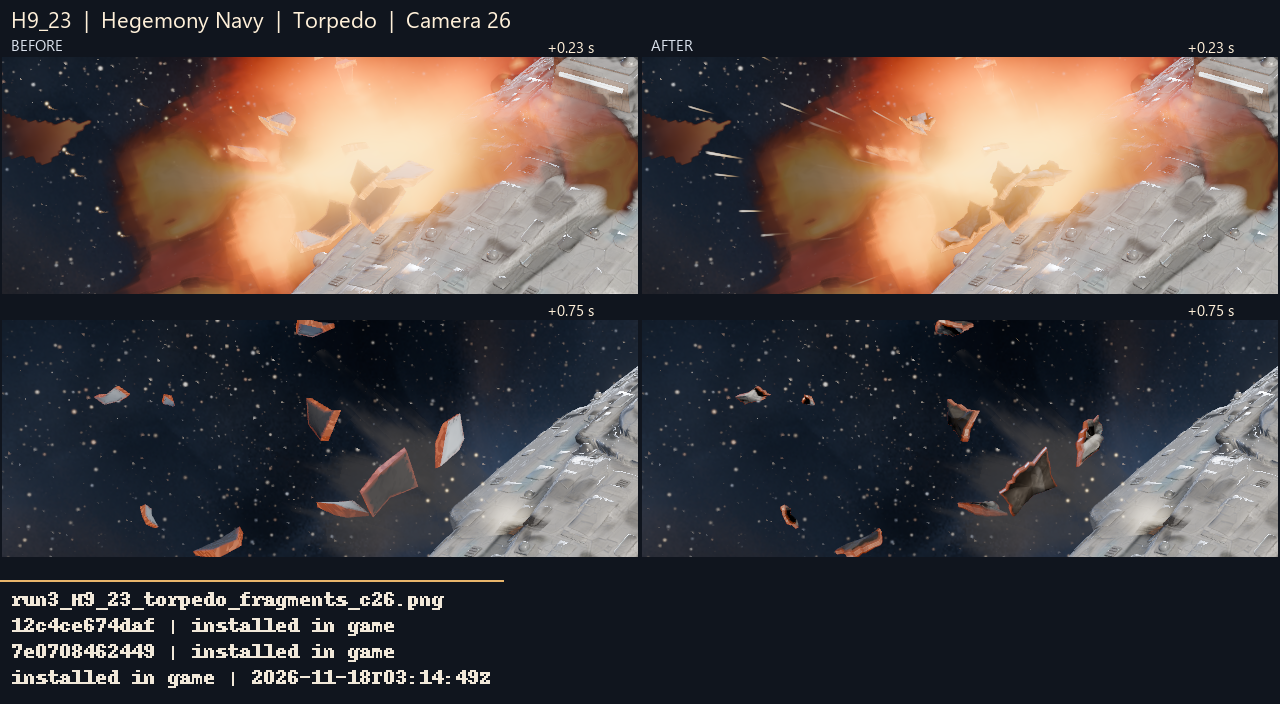 H9_23 | Hegemony Navy | Torpedo | Camera 26
BEFORE +0.23 s AFTER +0.23 s
+0.75 s +0.75 s
run3_H9_23_torpedo_fragments_c26.png
12c4ce674daf | installed in game
7e0708462449 | installed in game
installed in game | 2026-11-18T03:14:49Z